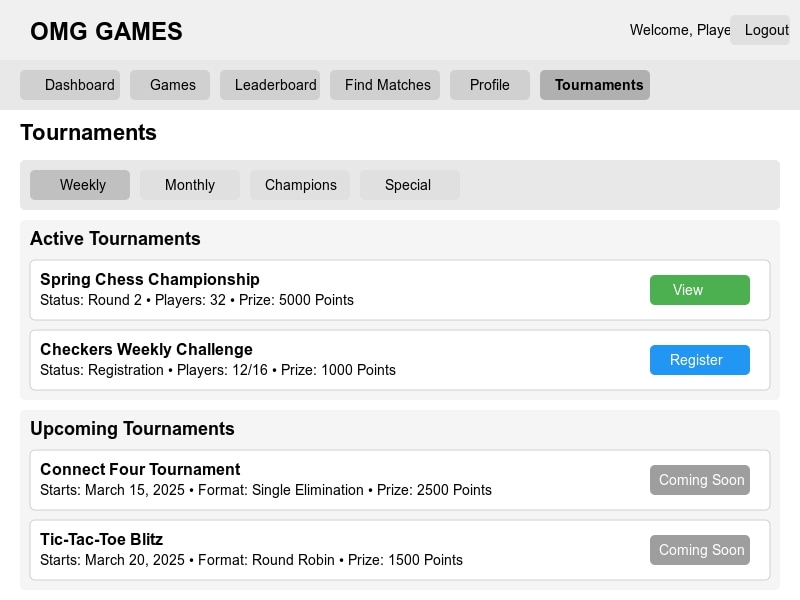 OMG GAMES
Welcome, Playe Logout
Dashboard Games Leaderboard Find Matches Profile Tournaments
Tournaments
Weekly Monthly Champions Special
Active Tournaments
Spring Chess Championship
Status: Round 2 • Players: 32 • Prize: 5000 Points
View
Checkers Weekly Challenge
Status: Registration • Players: 12/16 • Prize: 1000 Points
Register
Upcoming Tournaments
Connect Four Tournament
Starts: March 15, 2025 • Format: Single Elimination • Prize: 2500 Points
Coming Soon
Tic-Tac-Toe Blitz
Starts: March 20, 2025 • Format: Round Robin • Prize: 1500 Points
Coming Soon